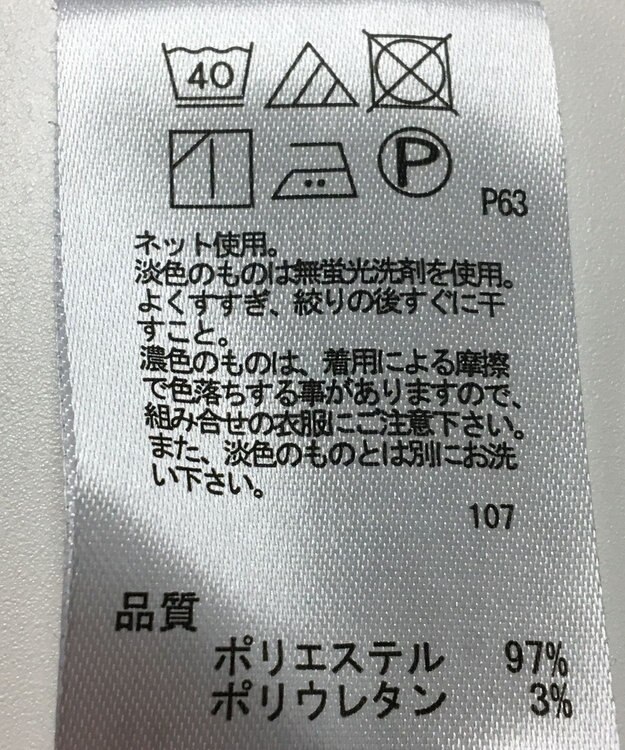 40
P
P63
ネット使用。
淡色のものは無蛍光洗剤を使用。
よくすすぎ、絞りの後すぐに干
すこと。
濃色のものは、着用による摩擦
で色落ちする事がありますので、
組み合せの衣服にご注意下さい。
また、淡色のものとは別にお洗
い下さい。
107
品質
ポリエステル 97%
ポリウレタン 3%